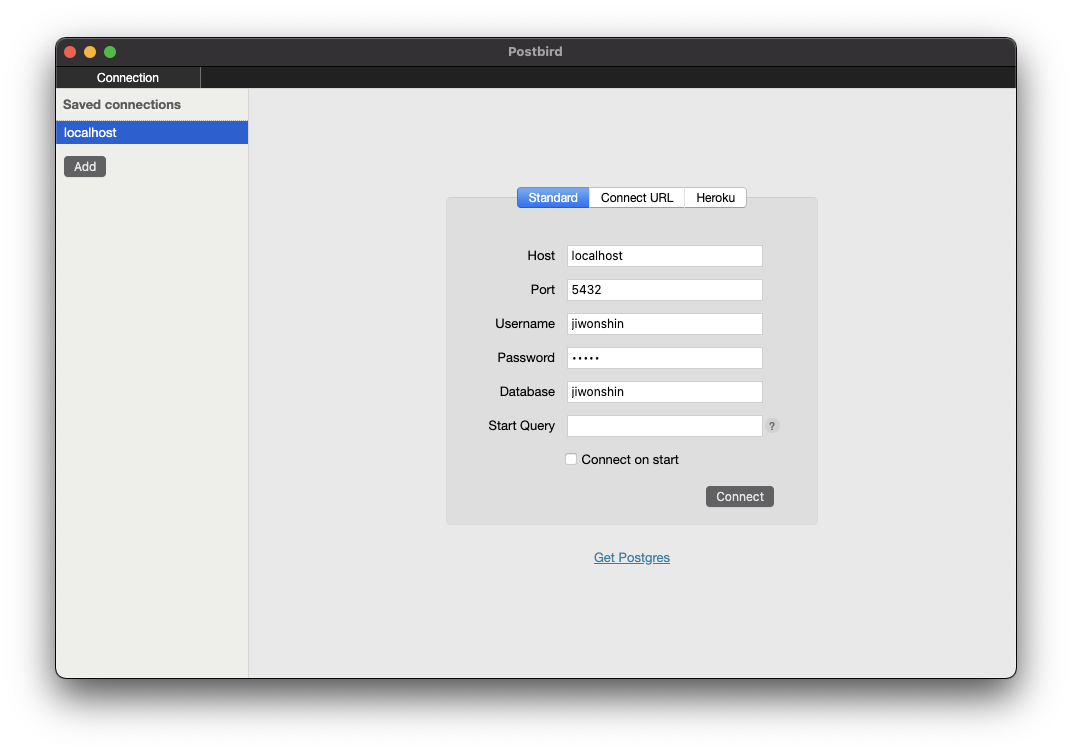 Postbird
Connection
Saved connections
localhost
Add
Standard Connect URL Heroku
Host localhost
Port 5432
Username jiwonshin
Password •••••
Database jiwonshin
Start Query ?
Connect on start
Connect
Get Postgres